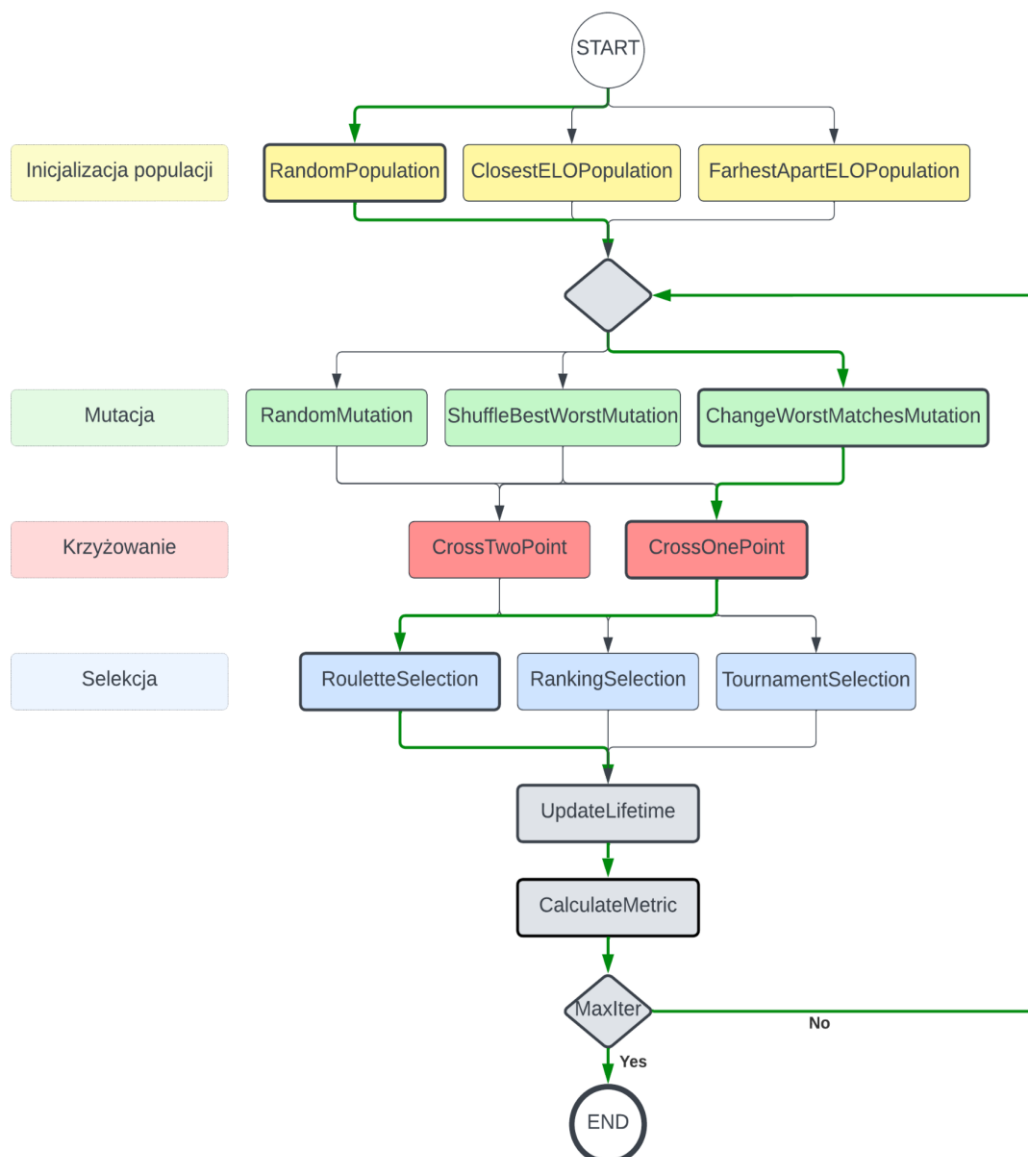 START
Inicjalizacja populacji
RandomPopulation
ClosestELOPopulation
FarhestApartELOPopulation
Mutacja
RandomMutation
ShuffleBestWorstMutation
ChangeWorstMatchesMutation
Krzyżowanie
CrossTwoPoint
CrossOnePoint
Selekcja
RouletteSelection
RankingSelection
TournamentSelection
UpdateLifetime
CalculateMetric
MaxIter
No
Yes
END